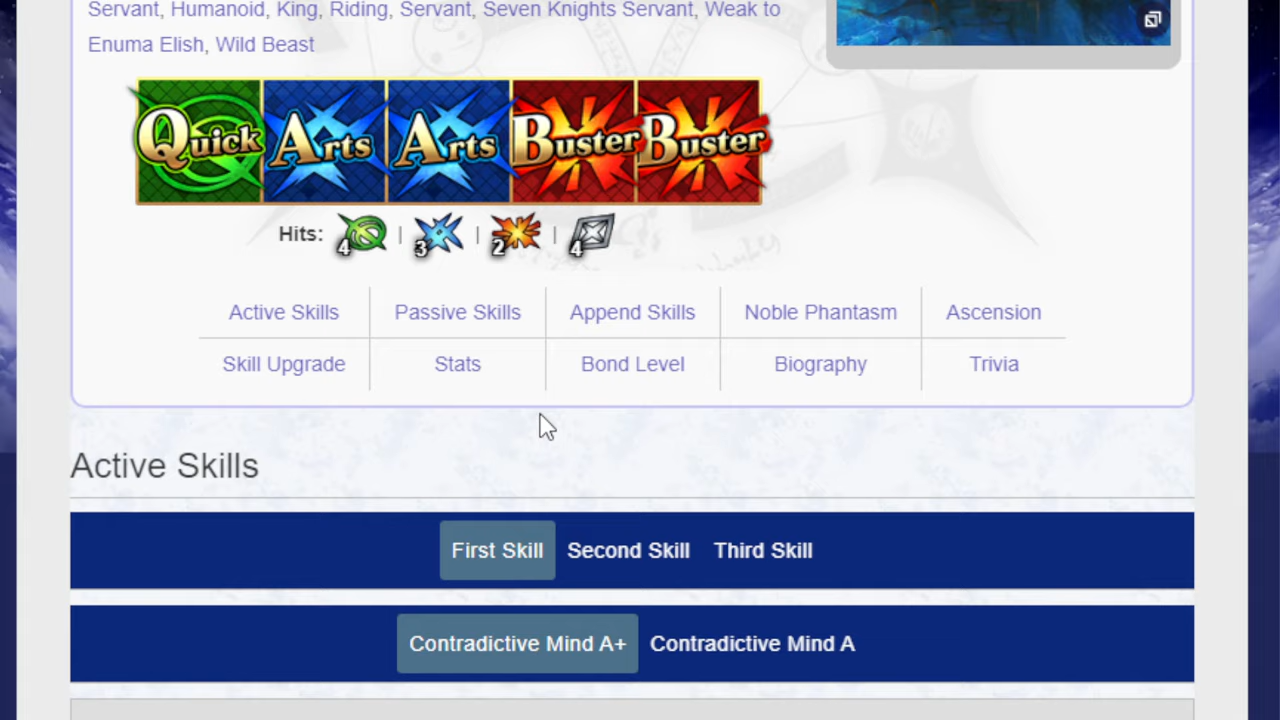 Servant, Humanoid, King, Riding, Servant, Seven Knights Servant, Weak to
Enuma Elish, Wild Beast
Quick Arts Arts Buster Buster
Hits: 4 | 3 | 2 | 4
Active Skills Passive Skills Append Skills Noble Phantasm Ascension
Skill Upgrade Stats Bond Level Biography Trivia
Active Skills
First Skill Second Skill Third Skill
Contradictive Mind A+ Contradictive Mind A